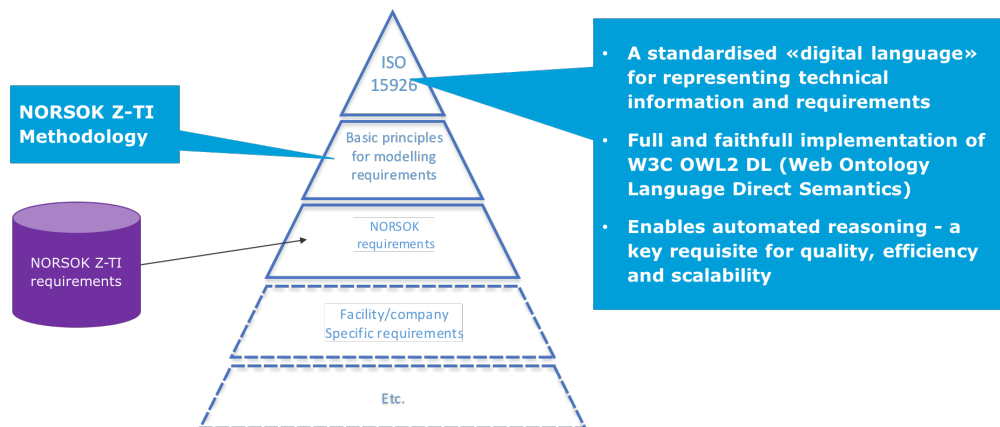 ISO
15926
NORSOK Z-TI
Methodology
Basic principles
for modelling
requirements
NORSOK
requirements
NORSOK Z-TI
requirements
Facility/company
Specific requirements
Etc.
• A standardised «digital language»
for representing technical
information and requirements
• Full and faithfull implementation of
W3C OWL2 DL (Web Ontology
Language Direct Semantics)
• Enables automated reasoning - a
key requisite for quality, efficiency
and scalability